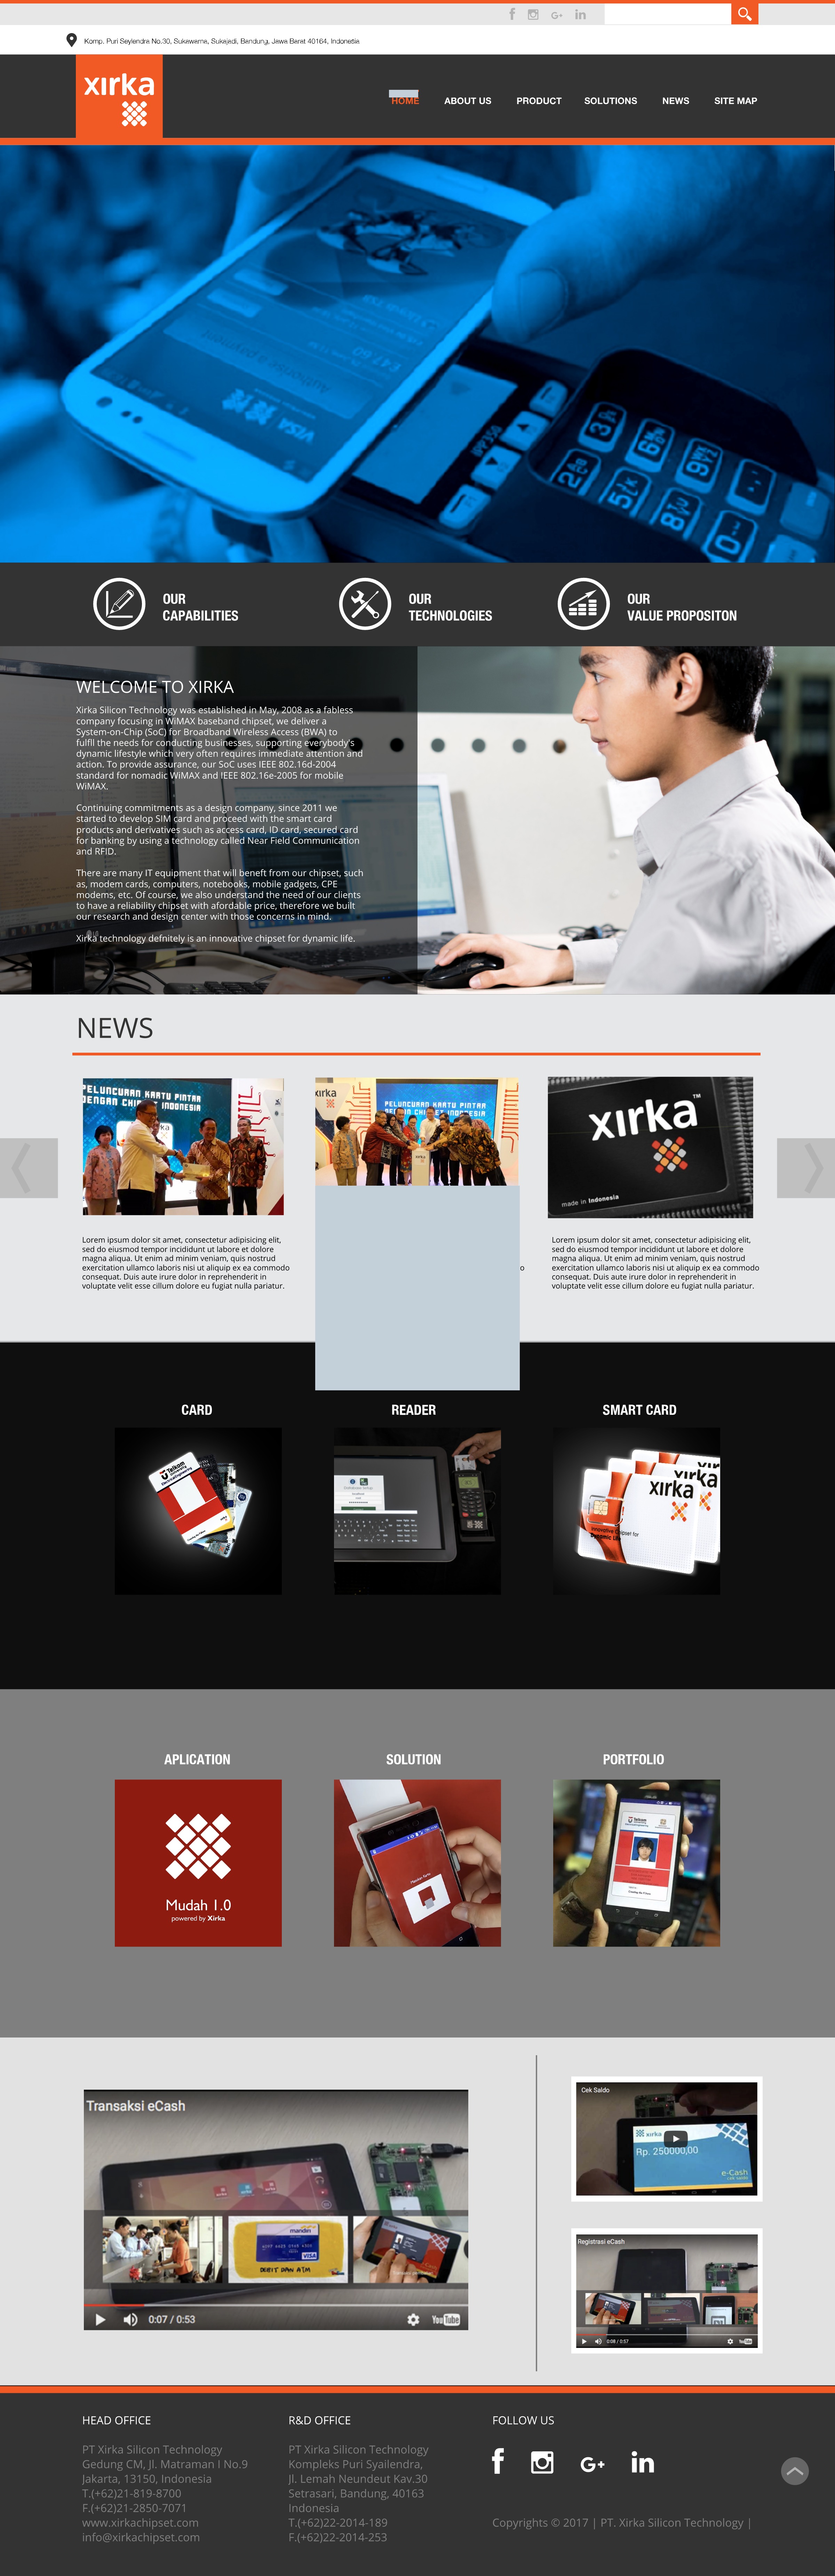 Komp. Puri Seylendra No.30, Sukawarna, Sukajadi, Bandung, Jawa Barat 40164, Indonesia
xirka
HOME
ABOUT US
PRODUCT
SOLUTIONS
NEWS
SITE MAP
VISA
OUR
CAPABILITIES
OUR
TECHNOLOGIES
OUR
VALUE PROPOSITON
WELCOME TO XIRKA
Xirka Silicon Technology was established in May, 2008 as a fabless
company focusing in WiMAX baseband chipset, we deliver a
System-on-Chip (SoC) for Broadband Wireless Access (BWA) to
fulfll the needs for conducting businesses, supporting everybody's
dynamic lifestyle which very often requires immediate attention and
action. To provide assurance, our SoC uses IEEE 802.16d-2004
standard for nomadic WiMAX and IEEE 802.16e-2005 for mobile
WiMAX.
Continuing commitments as a design company, since 2011 we
started to develop SIM card and proceed with the smart card
products and derivatives such as access card, ID card, secured card
for banking by using a technology called Near Field Communication
and RFID.
There are many IT equipment that will benefit from our chipset, such
as, modem cards, computers, notebooks, mobile gadgets, CPE
modems, etc. Of course, we also understand the need of our clients
to have a reliability chipset with afordable price, therefore we built
our research and design center with those concerns in mind.
Xirka technology defnitely is an innovative chipset for dynamic life.
NEWS
PELUNCURAN KARTU PINTAR
xirka
PELUNCURAN KARTU PINTAR
xirka™
made in Indonesia
Lorem ipsum dolor sit amet, consectetur adipisicing elit,
sed do eiusmod tempor incididunt ut labore et dolore
magna aliqua. Ut enim ad minim veniam, quis nostrud
exercitation ullamco laboris nisi ut aliquip ex ea commodo
consequat. Duis aute irure dolor in reprehenderit in
voluptate velit esse cillum dolore eu fugiat nulla pariatur.
o
Lorem ipsum dolor sit amet, consectetur adipisicing elit,
sed do eiusmod tempor incididunt ut labore et dolore
magna aliqua. Ut enim ad minim veniam, quis nostrud
exercitation ullamco laboris nisi ut aliquip ex ea commodo
consequat. Duis aute irure dolor in reprehenderit in
voluptate velit esse cillum dolore eu fugiat nulla pariatur.
CARD
READER
SMART CARD
Telkom
xirka
xirka
Innovative Chipset for
Dynamic Life
APLICATION
SOLUTION
PORTFOLIO
Mudah 1.0
powered by Xirka
Telkom
Transaksi eCash
mandiri
VISA
DEBIT DAN ATM
0:07 / 0:53
YouTube
Cek Saldo
xirka
Rp. 250000,00
e-Cash
Registrasi eCash
0:08 / 0:57
YouTube
HEAD OFFICE
PT Xirka Silicon Technology
Gedung CM, Jl. Matraman I No.9
Jakarta, 13150, Indonesia
T.(+62)21-819-8700
F.(+62)21-2850-7071
www.xirkachipset.com
info@xirkachipset.com
R&D OFFICE
PT Xirka Silicon Technology
Kompleks Puri Syailendra,
Jl. Lemah Neundeut Kav.30
Setrasari, Bandung, 40163
Indonesia
T.(+62)22-2014-189
F.(+62)22-2014-253
FOLLOW US
Copyrights © 2017 | PT. Xirka Silicon Technology |